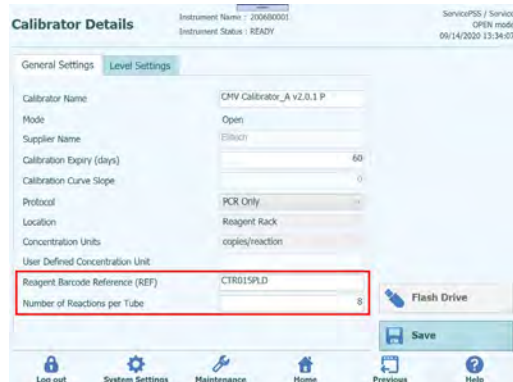 Calibrator Details
Instrument Name : 200680001
Instrument Status : READY
ServicePSS / Service
OPEN mode
09/14/2020 13:34:07
General Settings
Level Settings
Calibrator Name
CMV Calibrator_A v2.0.1 P
Mode
Open
Supplier Name
Elitech
Calibration Expiry (days)
60
Calibration Curve Slope
0
Protocol
PCR Only
Location
Reagent Rack
Concentration Units
copies/reaction
User Defined Concentration Unit
Reagent Barcode Reference (REF)
CTR015PLD
Number of Reactions per Tube
8
Flash Drive
Save
Log out
System Settings
Maintenance
Home
Previous
Help